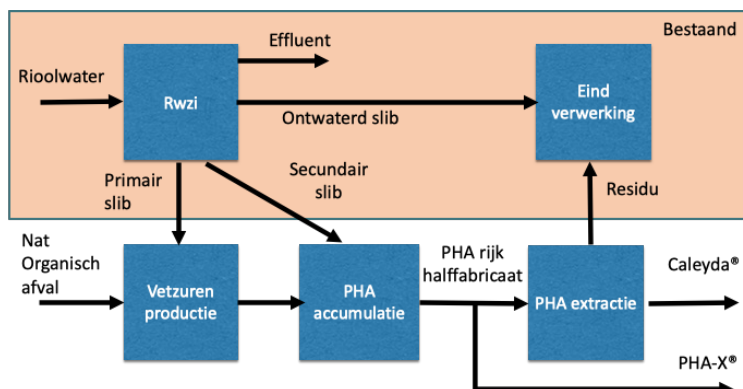 Bestaand
Effluent
Rioolwater
Rwzi
Eind
verwerking
Ontwaterd slib
Primair
slib
Secundair
slib
Residu
Nat
Organisch
afval
Vetzuren
productie
PHA
accumulatie
PHA rijk
halffabricaat
PHA extractie
Caleyda®
PHA-X®